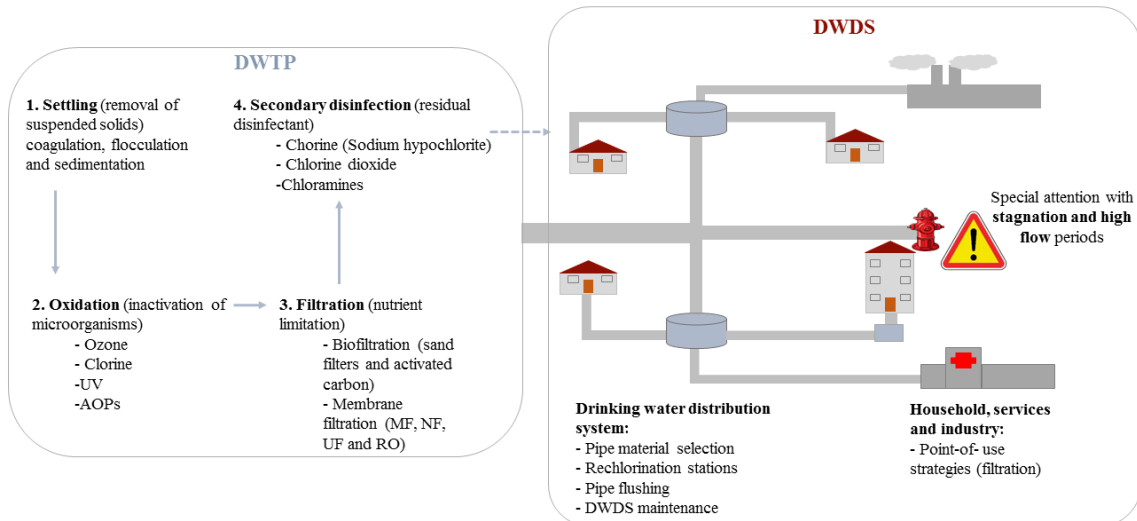 DWTP
1. Settling (removal of
suspended solids)
coagulation, flocculation
and sedimentation
2. Oxidation (inactivation of
microorganisms)
- Ozone
- Clorine
-UV
-AOPs
3. Filtration (nutrient
limitation)
- Biofiltration (sand
filters and activated
carbon)
- Membrane
filtration (MF, NF,
UF and RO)
4. Secondary disinfection (residual
disinfectant)
- Chorine (Sodium hypochlorite)
- Chlorine dioxide
-Chloramines
DWDS
Special attention with
stagnation and high
flow periods
!
Drinking water distribution
system:
- Pipe material selection
- Rechlorination stations
- Pipe flushing
- DWDS maintenance
Household, services
and industry:
- Point-of- use
strategies (filtration)